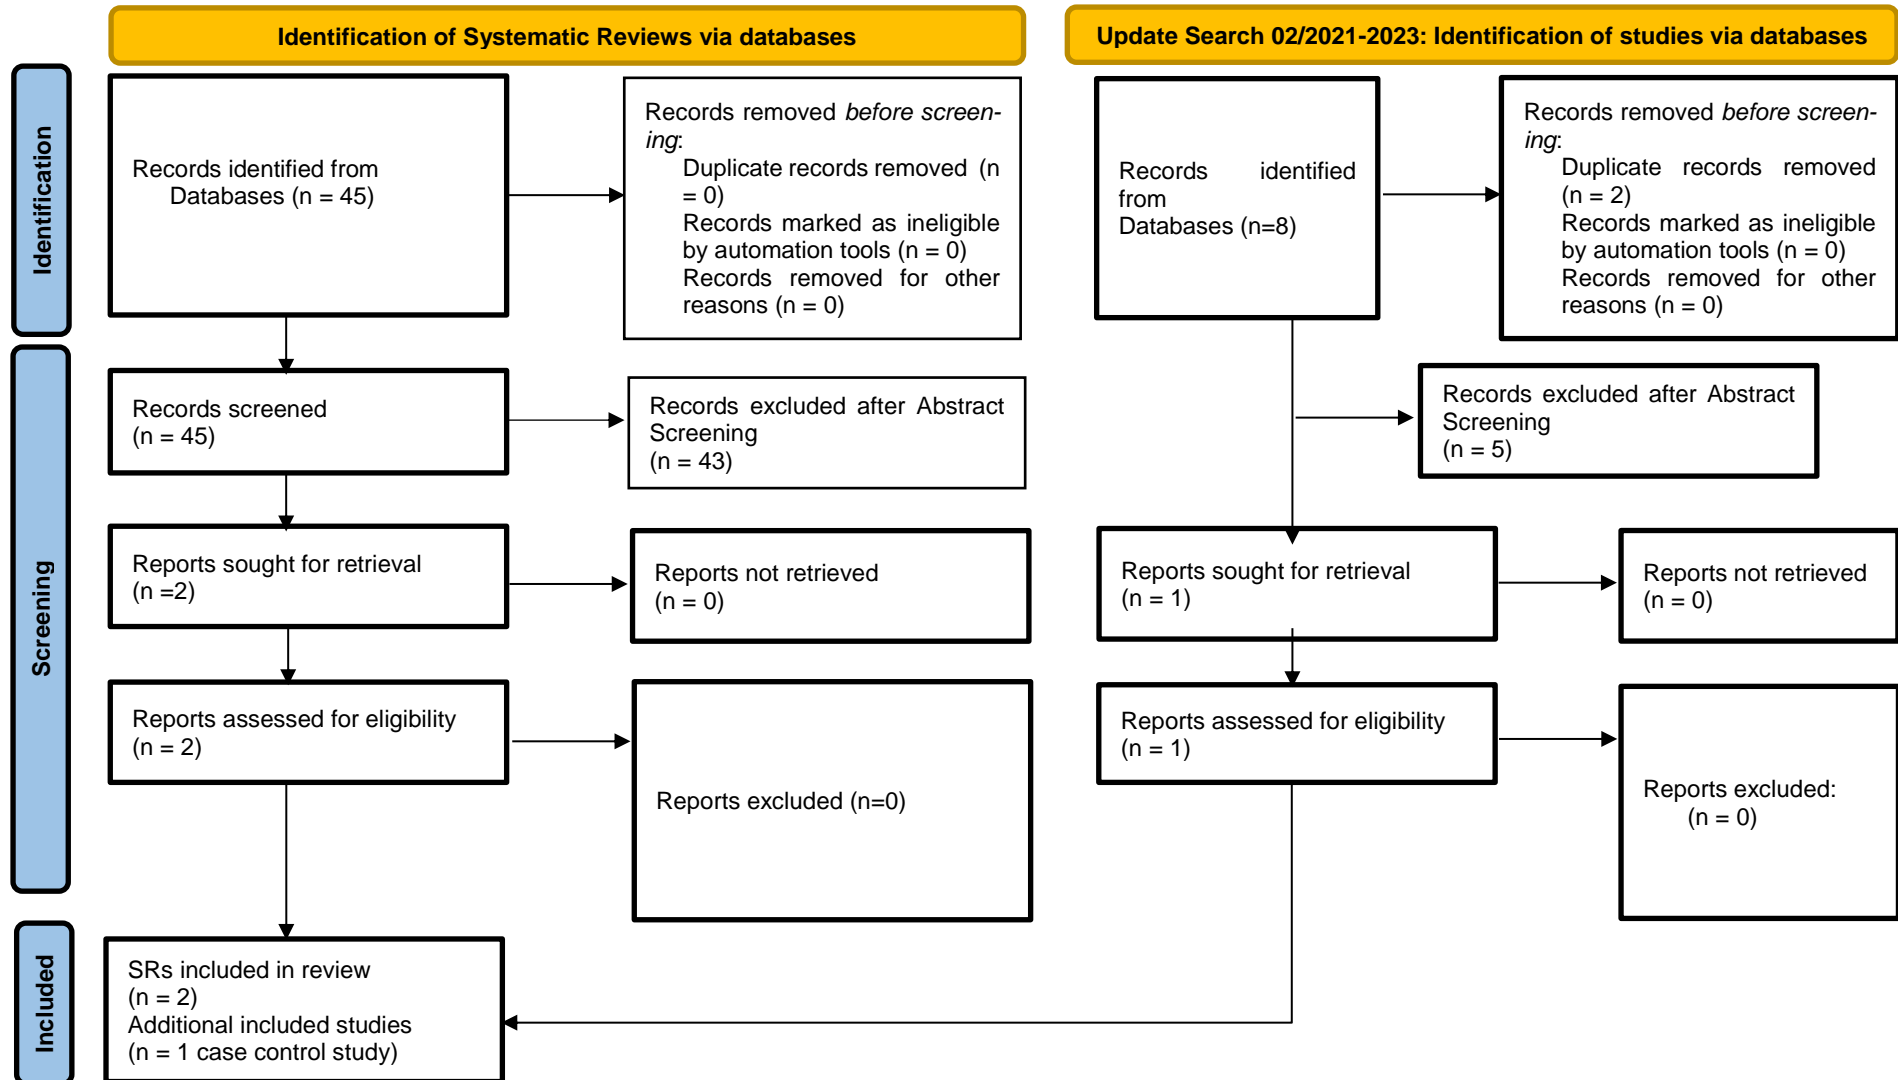 Identification of Systematic Reviews via databases
Update Search 02/2021-2023: Identification of studies via databases
Identification
Records identified from
Databases (n = 45)
Records removed before screen-
ing:
Duplicate records removed (n
= 0)
Records marked as ineligible
by automation tools (n = 0)
Records removed for other
reasons (n = 0)
Records identified
from
Databases (n=8)
Records removed before screen-
ing:
Duplicate records removed
(n = 2)
Records marked as ineligible
by automation tools (n = 0)
Records removed for other
reasons (n = 0)
Screening
Records screened
(n = 45)
Records excluded after Abstract
Screening
(n = 43)
Records excluded after Abstract
Screening
(n = 5)
Reports sought for retrieval
(n =2)
Reports not retrieved
(n = 0)
Reports sought for retrieval
(n = 1)
Reports not retrieved
(n = 0)
Reports assessed for eligibility
(n = 2)
Reports excluded (n=0)
Reports assessed for eligibility
(n = 1)
Reports excluded:
(n = 0)
Included
SRs included in review
(n = 2)
Additional included studies
(n = 1 case control study)